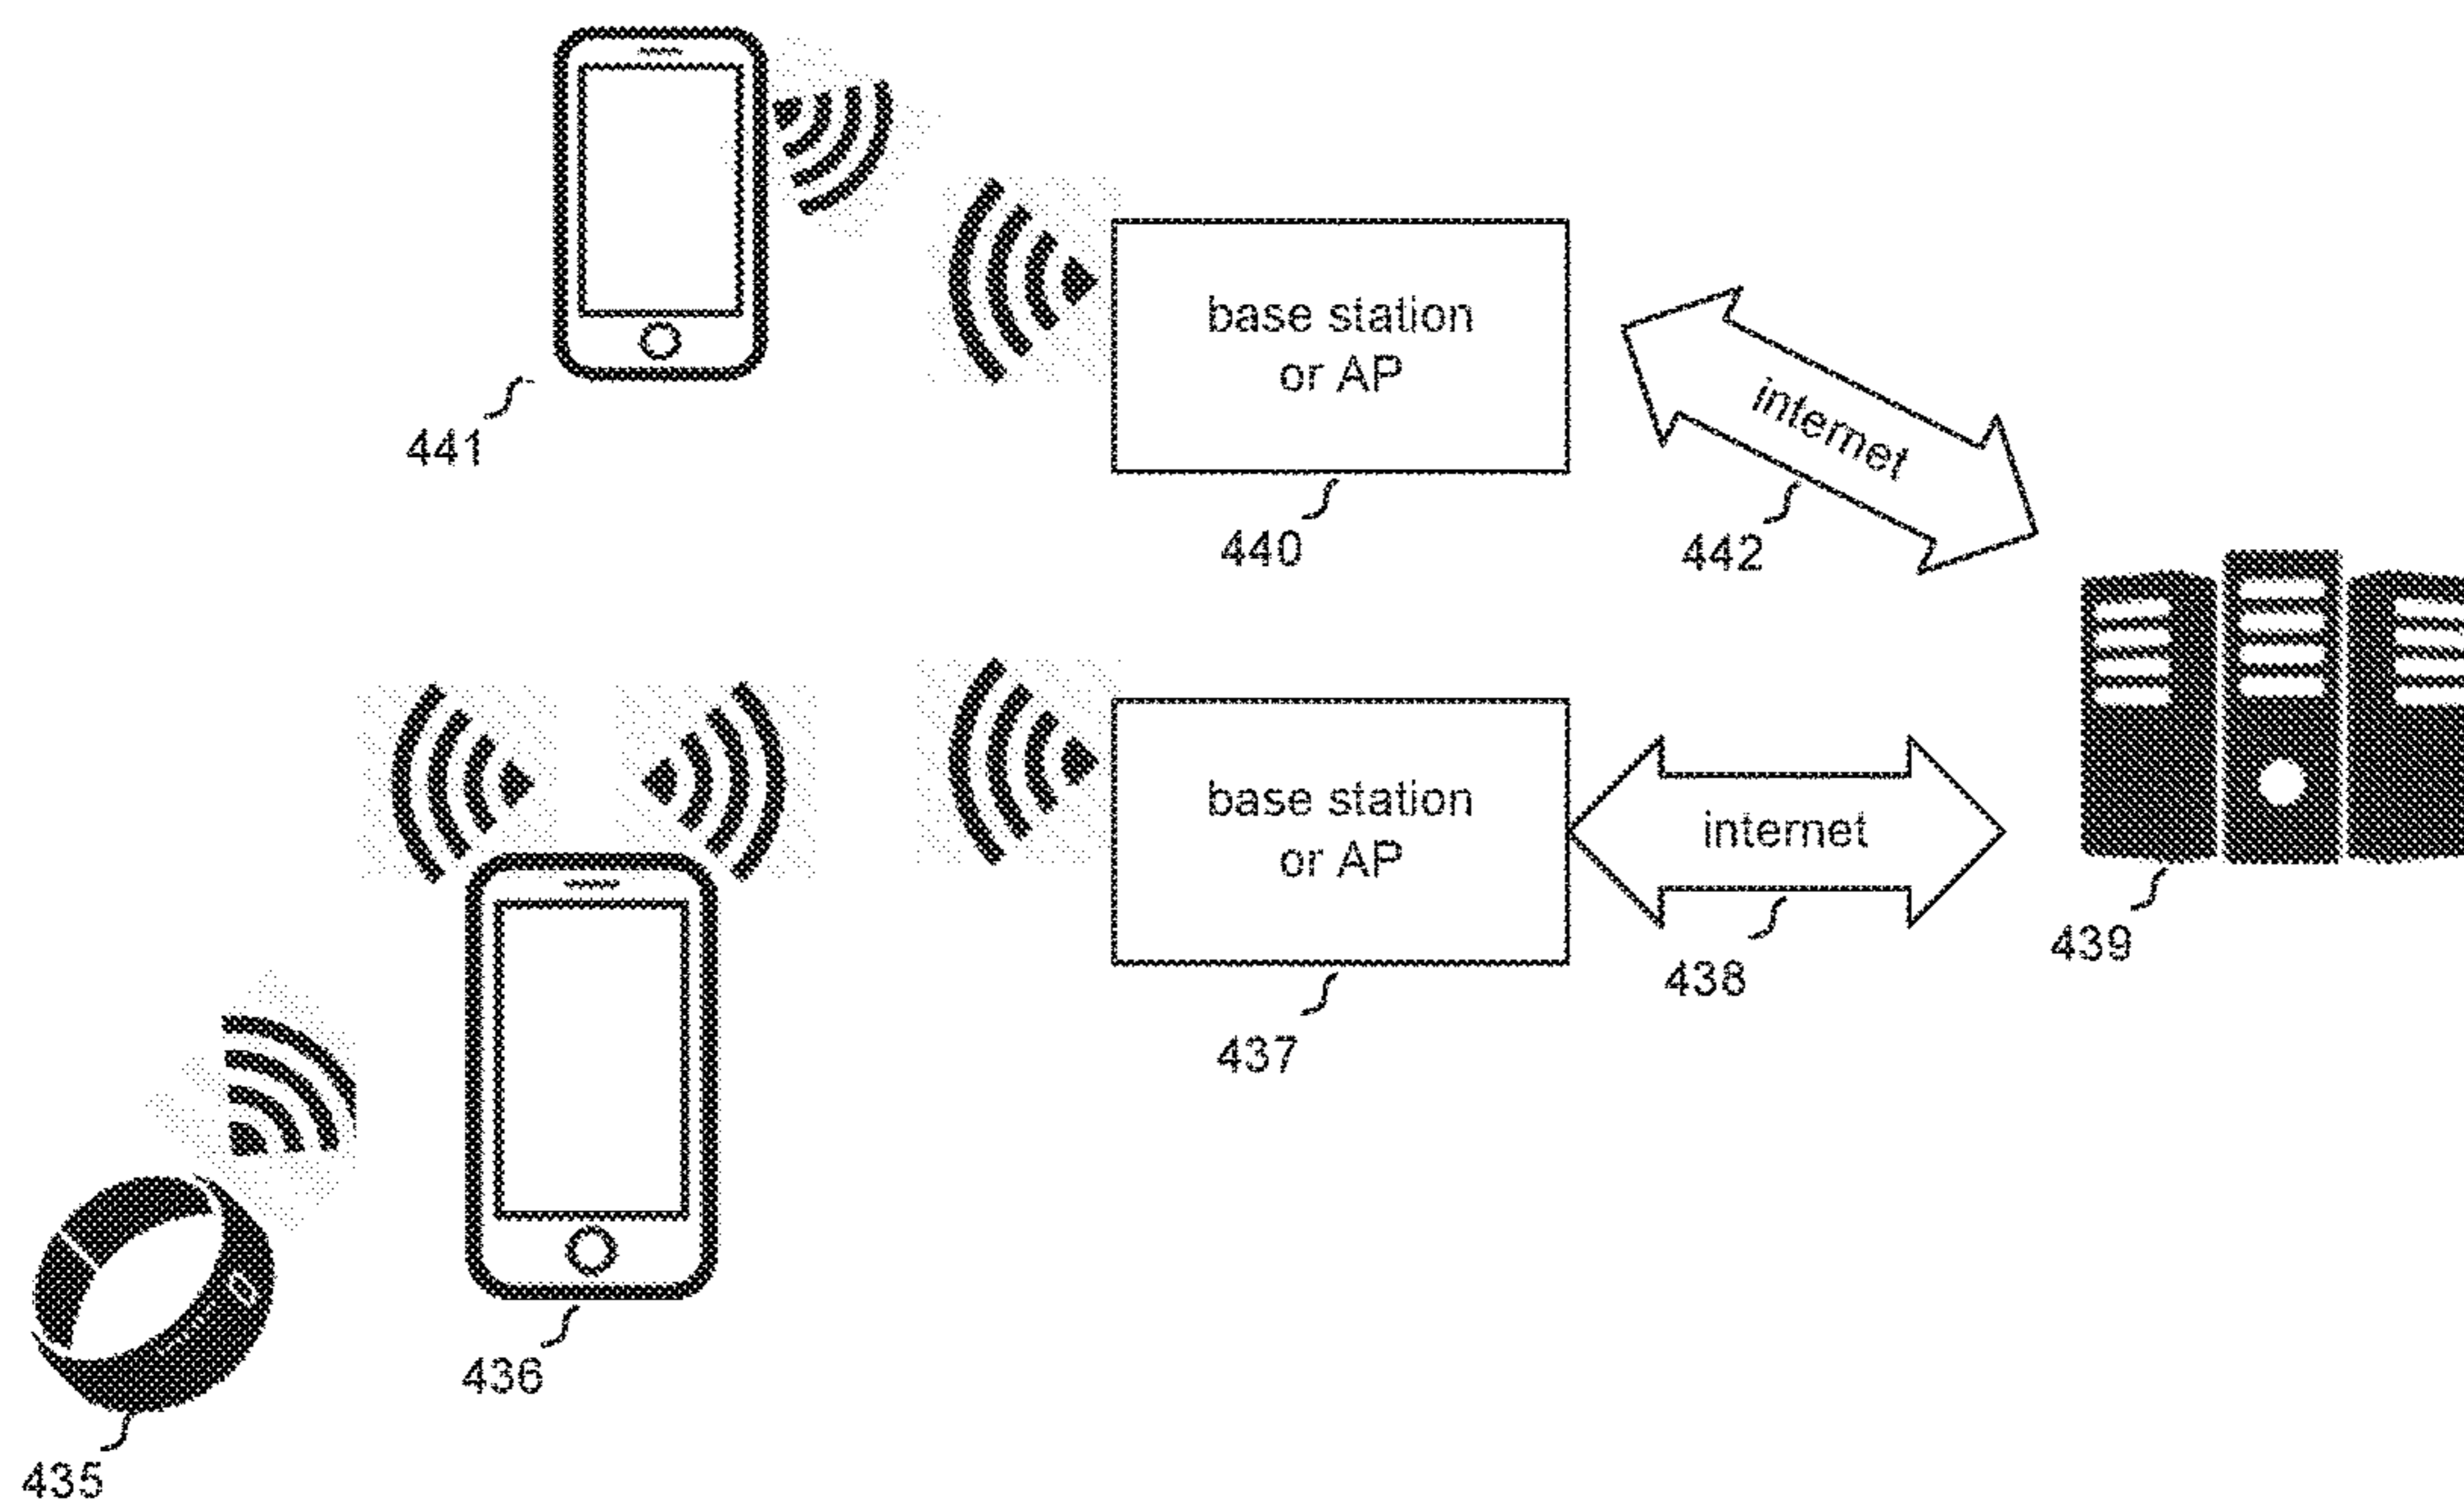 441
base station
or AP
440
internet
442
base station
or AP
437
internet
438
439
436
435